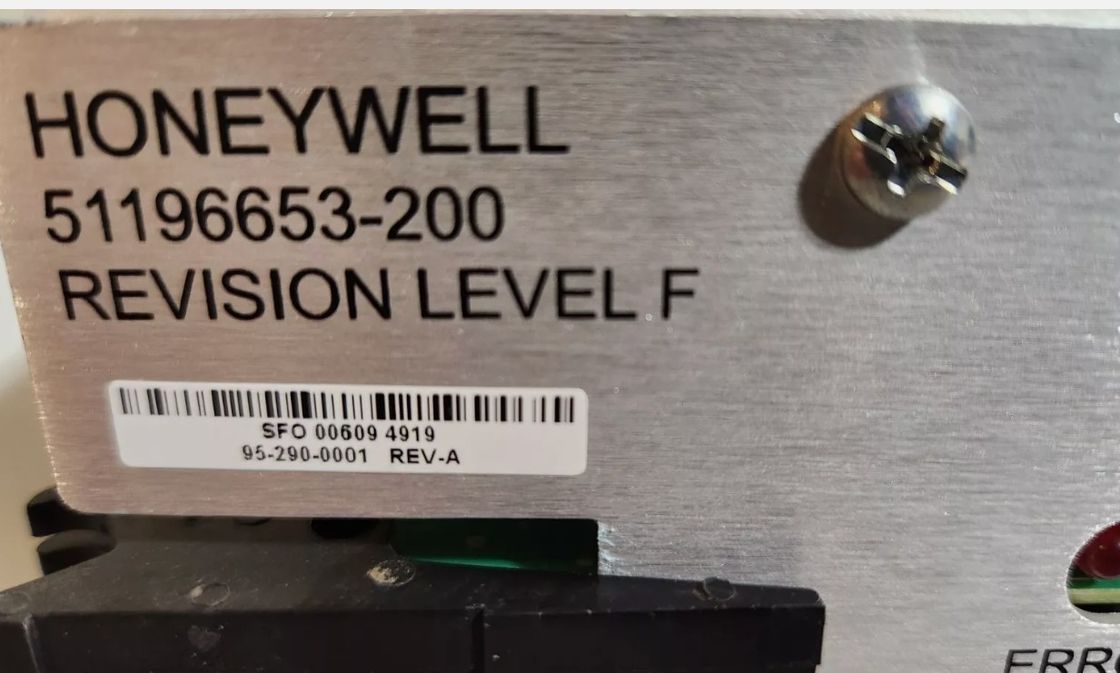 HONEYWELL
51196653-200
REVISION LEVEL F
SFO 00609 4919
95-290-0001 REV-A